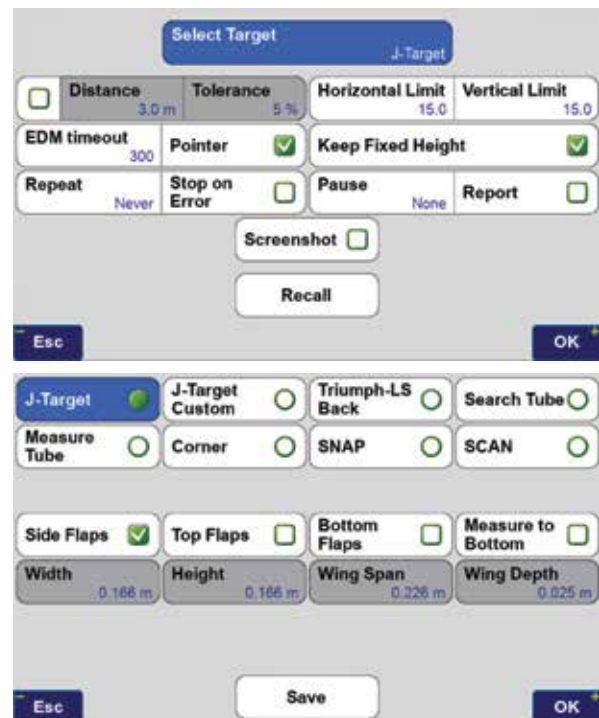 Select Target
J-Target
Distance 3.0 m Tolerance 5 % Horizontal Limit 15.0 Vertical Limit 15.0
EDM timeout 300 Pointer Keep Fixed Height
Repeat Never Stop on Error Pause None Report
Screenshot
Recall
Esc OK
J-Target J-Target Custom Triumph-LS Back Search Tube
Measure Tube Corner SNAP SCAN
Side Flaps Top Flaps Bottom Flaps Measure to Bottom
Width 0.166 m Height 0.166 m Wing Span 0.226 m Wing Depth 0.025 m
Save
Esc OK